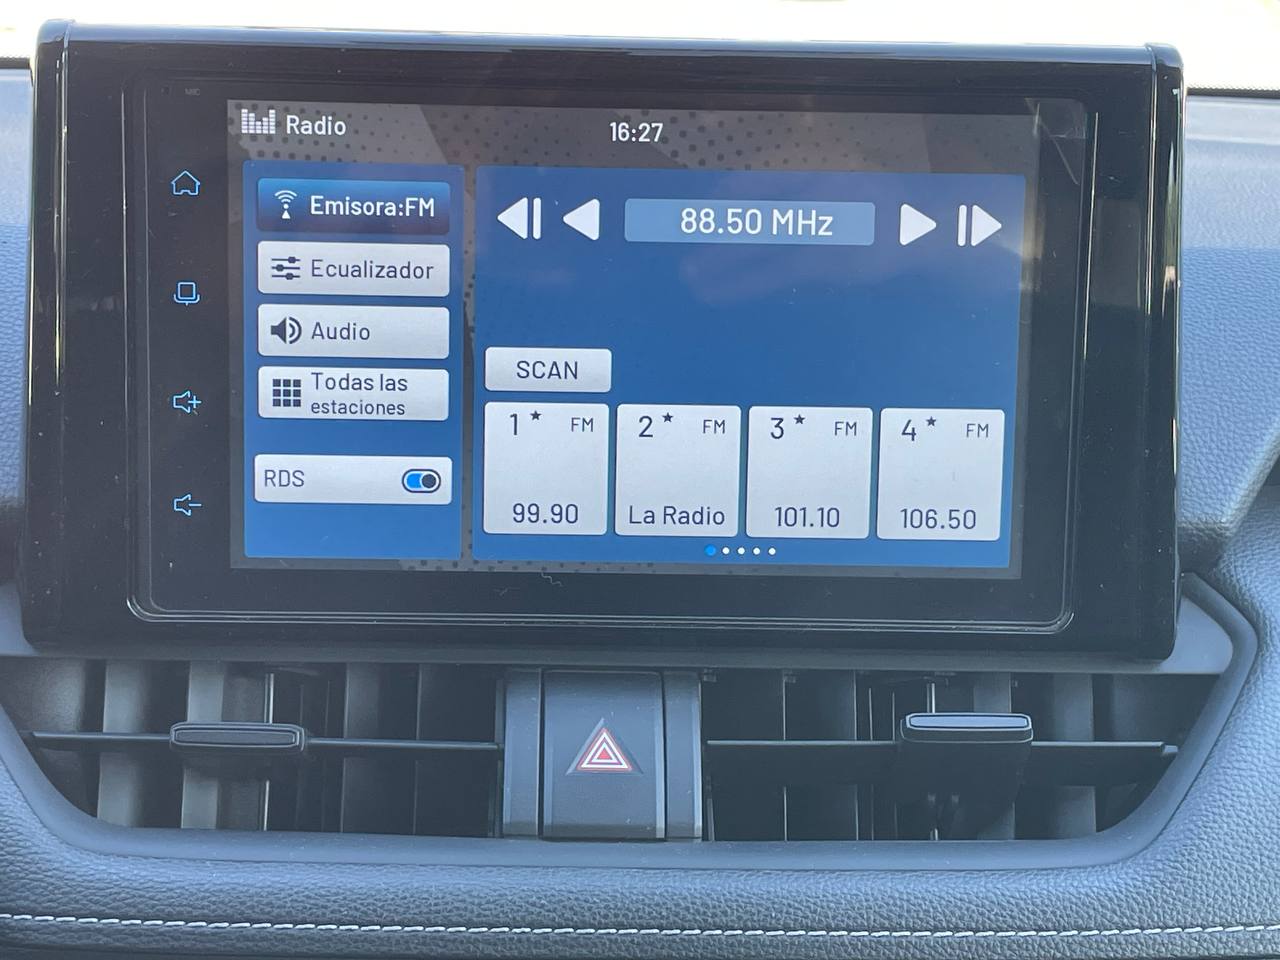 MIC
Radio
16:27
Emisora:FM
88.50 MHz
Ecualizador
Audio
SCAN
Todas las
estaciones
1 FM
2 FM
3 FM
4 FM
RDS
99.90
La Radio
101.10
106.50